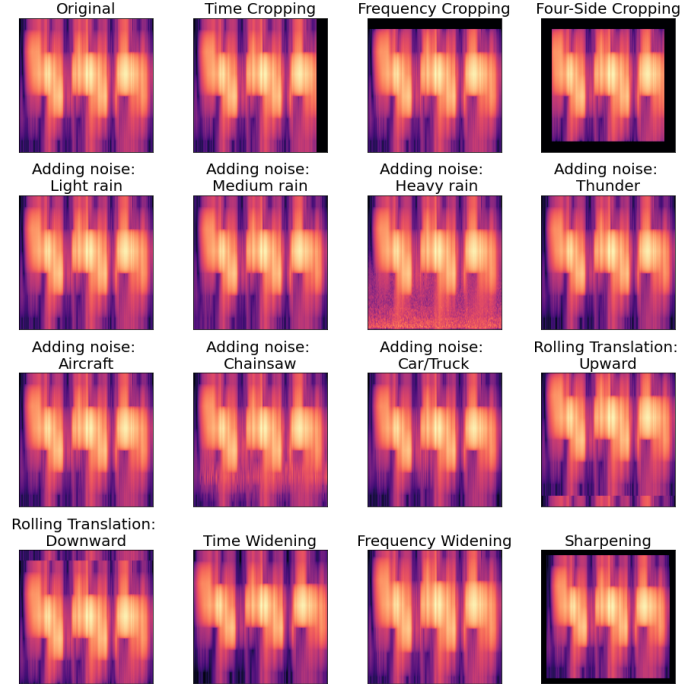 Original
Time Cropping
Frequency Cropping
Four-Side Cropping
Adding noise:
Light rain
Adding noise:
Medium rain
Adding noise:
Heavy rain
Adding noise:
Thunder
Adding noise:
Aircraft
Adding noise:
Chainsaw
Adding noise:
Car/Truck
Rolling Translation:
Upward
Rolling Translation:
Downward
Time Widening
Frequency Widening
Sharpening